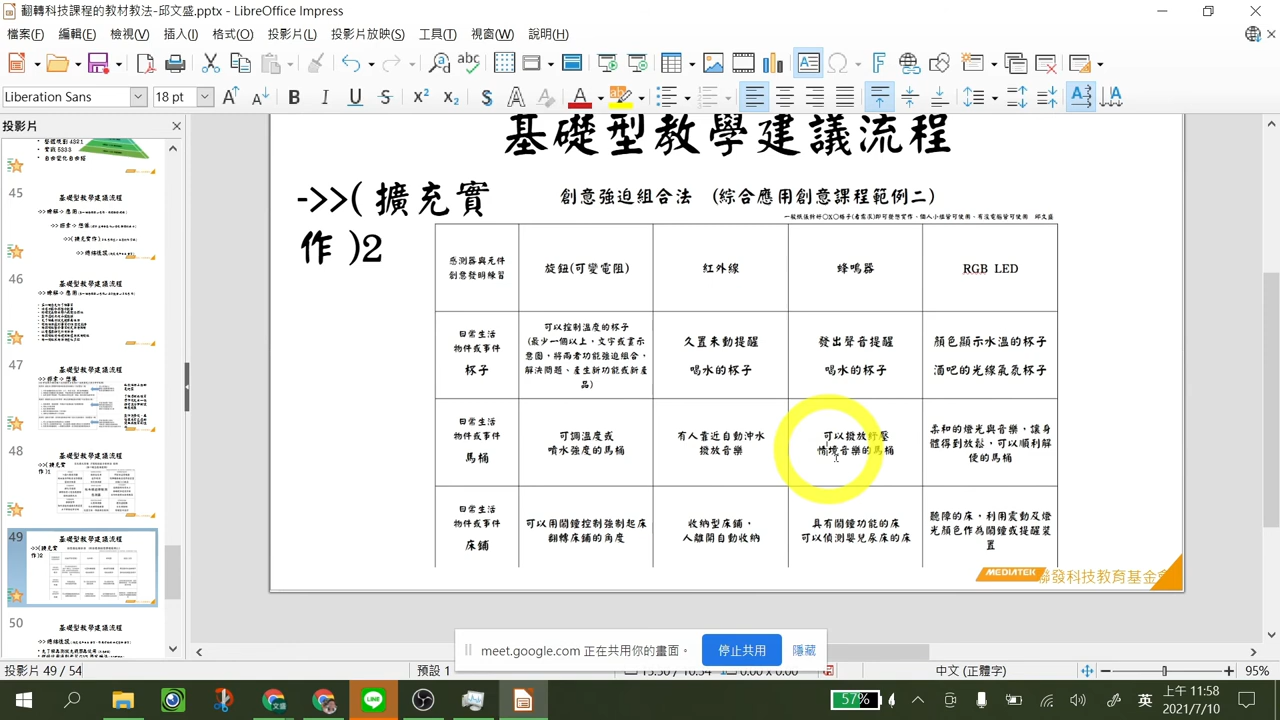 翻轉科技課程的教材教法-邱文盛.pptx - LibreOffice Impress
檔案(F) 編輯(E) 檢視(V) 插入(I) 格式(O) 投影片(L) 投影片放映(S) 工具(T) 視窗(W) 說明(H)
Liberation Sans 18 pt
投影片
45
46
47
48
49
50
基礎型教學建議流程
->>(擴充實
作)2
創意強迫組合法 (綜合應用創意課程範例二)
感測器與元件
創意發明練習
旋鈕(可變電阻)
紅外線
蜂鳴器
RGB LED
日常生活
物件或事件
杯子
可以控制溫度的杯子
(最少一個以上,文字或畫示
意圖,將兩者功能強迫組合,
解決問題、產生新功能或新產
品)
久置未動提醒
喝水的杯子
發出聲音提醒
喝水的杯子
顏色顯示水溫的杯子
酒吧的光線氣氛杯子
日常生活
物件或事件
馬桶
可調溫度或
噴水強度的馬桶
有人靠近自動沖水
撥放音樂
可以撥放紓壓
情境音樂的馬桶
柔和的燈光與音樂,讓身
體得到放鬆,可以順利解
便的馬桶
日常生活
物件或事件
床鋪
可以用鬧鐘控制強制起床
翻轉床鋪的角度
收納型床鋪,
人離開自動收納
具有鬧鐘功能的床
可以偵測嬰兒尿床的床
聽障的床,利用震動及燈
光顏色作為鬧鐘或提醒裝
置
MEDIATEK 聯發科技教育基金會
meet.google.com 正在共用你的畫面。 停止共用 隱藏
投影片 49 / 54 預設 1 中文 (正體字) 95%
57% 英 上午 11:58
2021/7/10